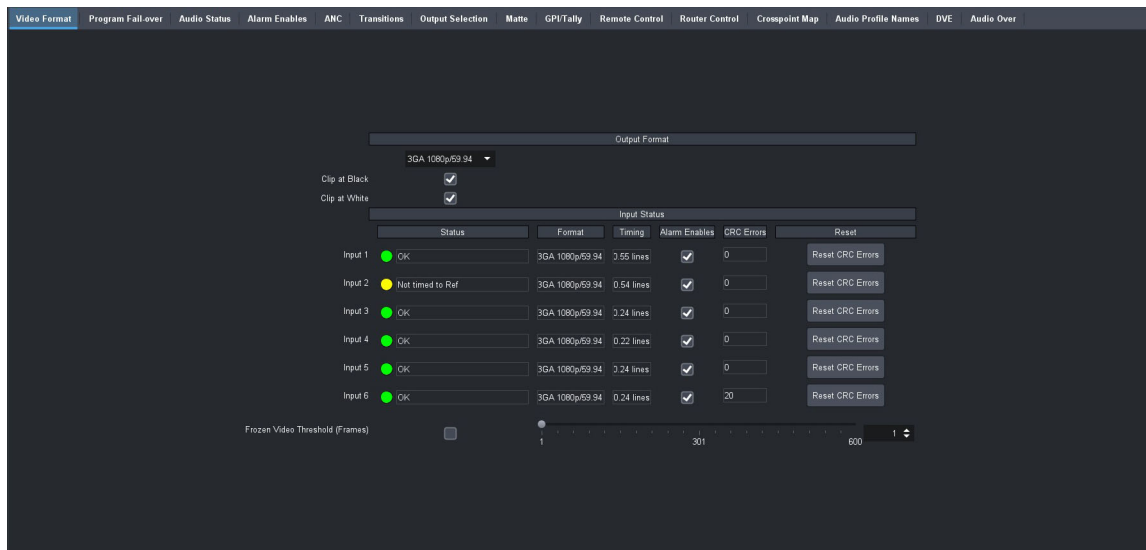 Video Format Program Fail-over Audio Status Alarm Enables ANC Transitions Output Selection Matte GPI/Tally Remote Control Router Control Crosspoint Map Audio Profile Names DVE Audio Over
Output Format
3GA 1080p/59.94
Clip at Black
Clip at White
Input Status
Status Format Timing Alarm Enables CRC Errors Reset
Input 1 OK 3GA 1080p/59.94 0.55 lines 0 Reset CRC Errors
Input 2 Not timed to Ref 3GA 1080p/59.94 0.54 lines 0 Reset CRC Errors
Input 3 OK 3GA 1080p/59.94 0.24 lines 0 Reset CRC Errors
Input 4 OK 3GA 1080p/59.94 0.22 lines 0 Reset CRC Errors
Input 5 OK 3GA 1080p/59.94 0.24 lines 0 Reset CRC Errors
Input 6 OK 3GA 1080p/59.94 0.24 lines 20 Reset CRC Errors
Frozen Video Threshold (Frames) 1
1 301 600